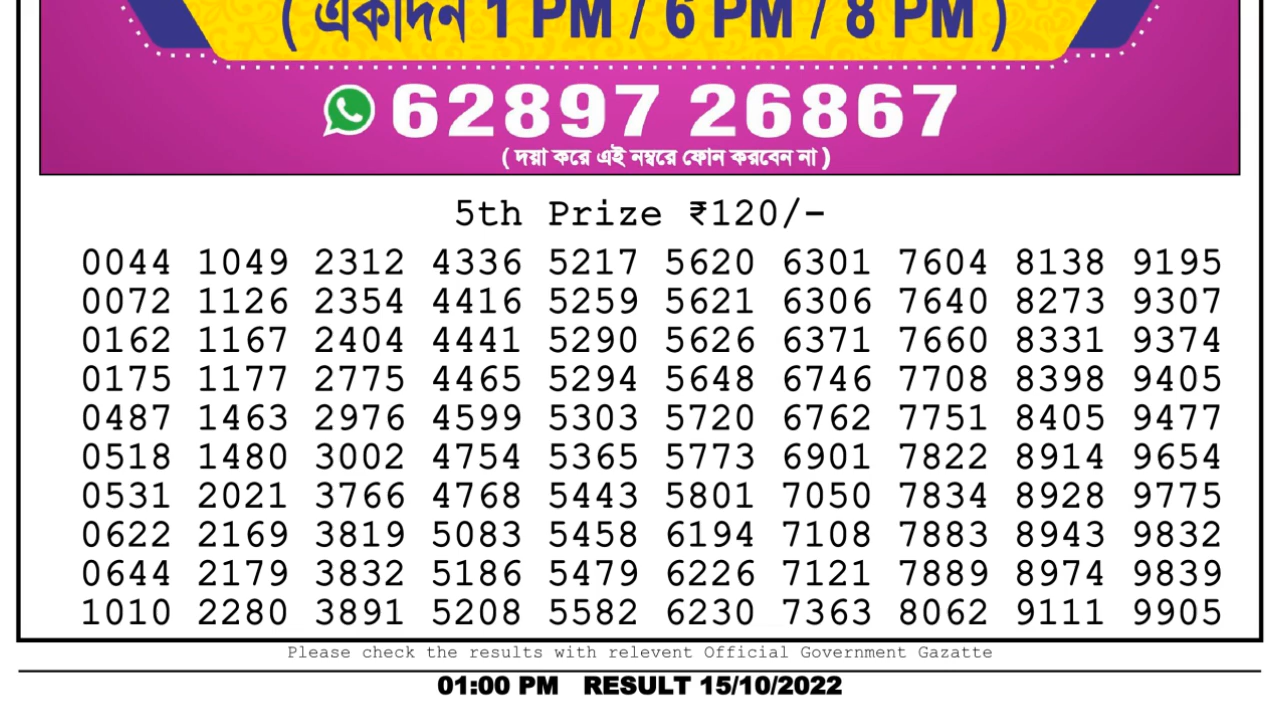 ( একদিন 1 PM / 6 PM / 8 PM )
62897 26867
( দয়া করে এই নম্বরে ফোন করবেন না )
5th Prize ₹120/-
0044 1049 2312 4336 5217 5620 6301 7604 8138 9195
0072 1126 2354 4416 5259 5621 6306 7640 8273 9307
0162 1167 2404 4441 5290 5626 6371 7660 8331 9374
0175 1177 2775 4465 5294 5648 6746 7708 8398 9405
0487 1463 2976 4599 5303 5720 6762 7751 8405 9477
0518 1480 3002 4754 5365 5773 6901 7822 8914 9654
0531 2021 3766 4768 5443 5801 7050 7834 8928 9775
0622 2169 3819 5083 5458 6194 7108 7883 8943 9832
0644 2179 3832 5186 5479 6226 7121 7889 8974 9839
1010 2280 3891 5208 5582 6230 7363 8062 9111 9905
Please check the results with relevent Official Government Gazatte
01:00 PM RESULT 15/10/2022